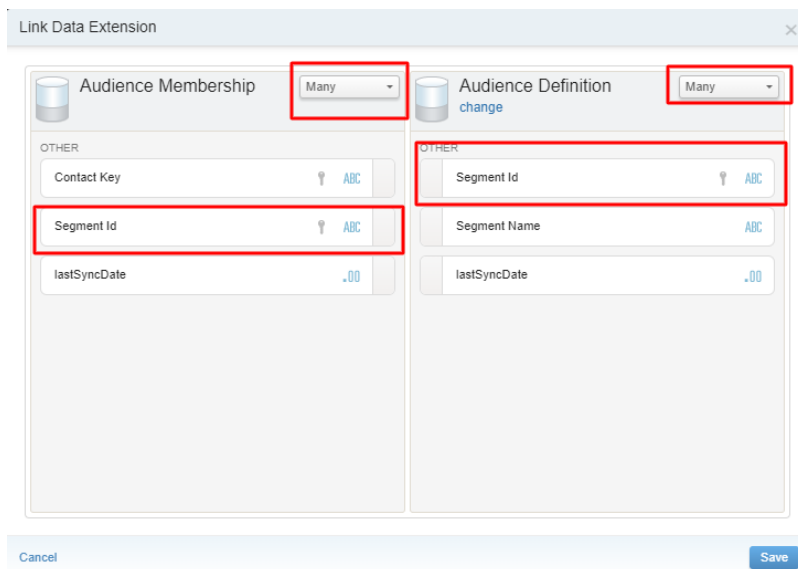 Link Data Extension
Audience Membership
Many
Audience Definition
Many
change
OTHER
Contact Key
ABC
Segment Id
ABC
lastSyncDate
.00
OTHER
Segment Id
ABC
Segment Name
ABC
lastSyncDate
.00
Cancel
Save